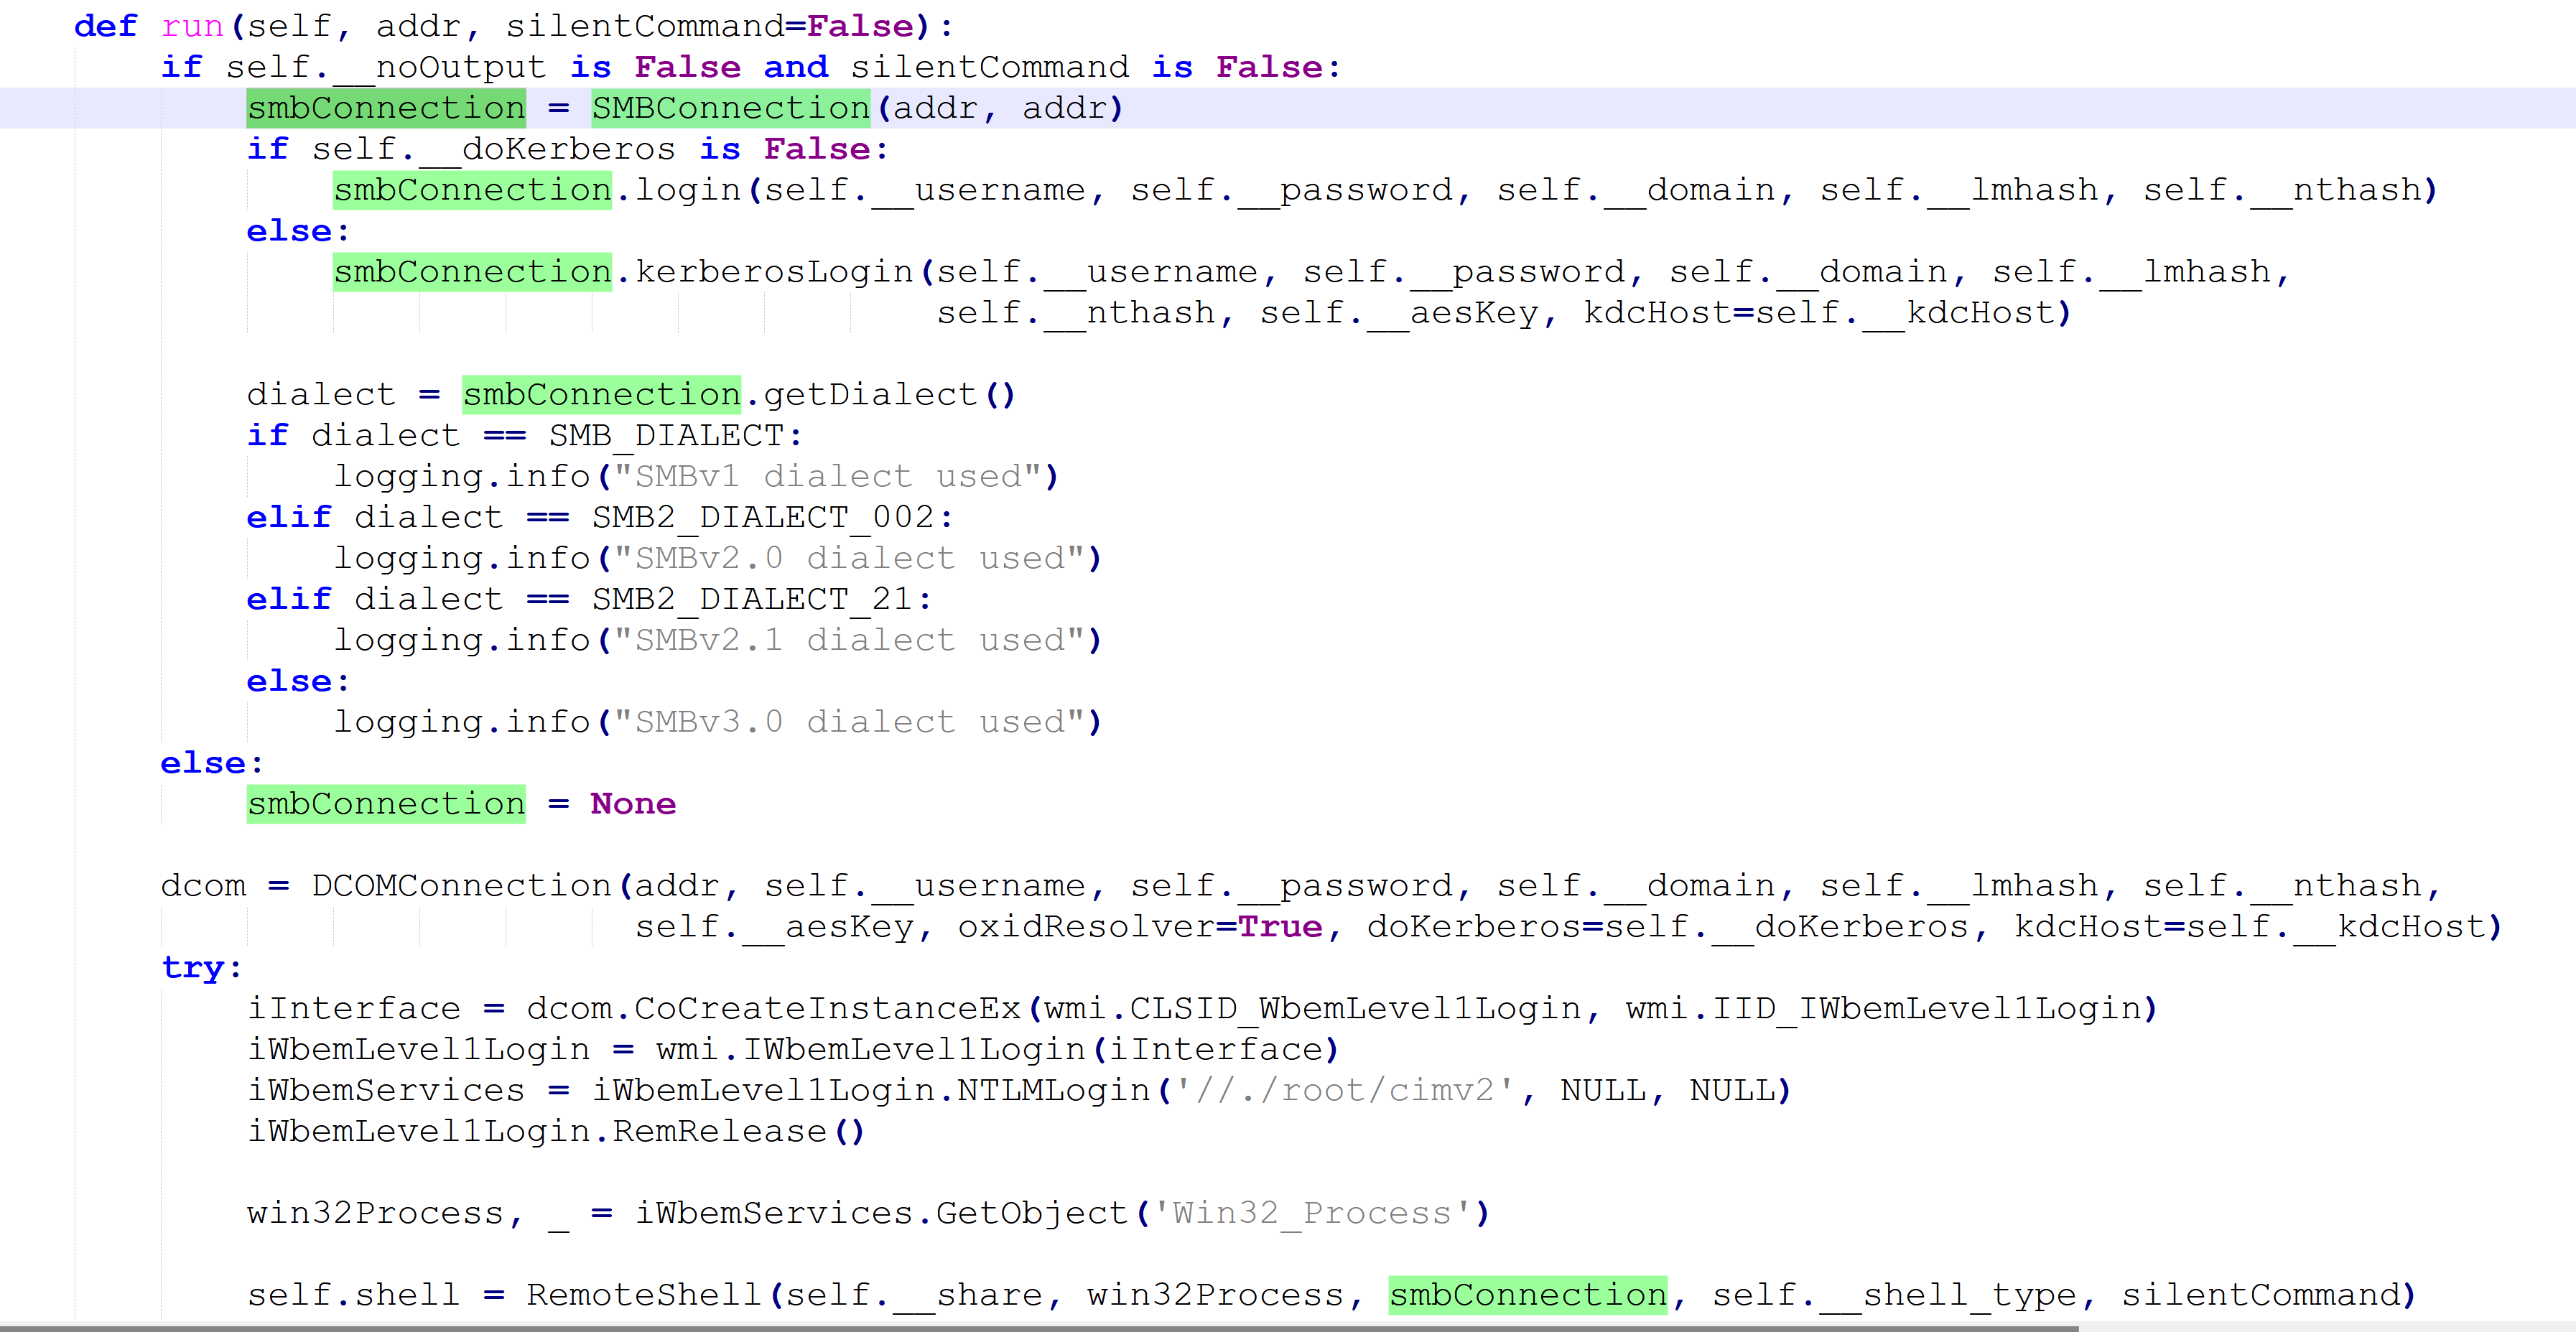 def run(self, addr, silentCommand=False):
if self.__noOutput is False and silentCommand is False:
smbConnection = SMBConnection(addr, addr)
if self.__doKerberos is False:
smbConnection.login(self.__username, self.__password, self.__domain, self.__lmhash, self.__nthash)
else:
smbConnection.kerberosLogin(self.__username, self.__password, self.__domain, self.__lmhash,
self.__nthash, self.__aesKey, kdcHost=self.__kdcHost)
dialect = smbConnection.getDialect()
if dialect == SMB_DIALECT:
logging.info("SMBv1 dialect used")
elif dialect == SMB2_DIALECT_002:
logging.info("SMBv2.0 dialect used")
elif dialect == SMB2_DIALECT_21:
logging.info("SMBv2.1 dialect used")
else:
logging.info("SMBv3.0 dialect used")
else:
smbConnection = None
dcom = DCOMConnection(addr, self.__username, self.__password, self.__domain, self.__lmhash, self.__nthash,
self.__aesKey, oxidResolver=True, doKerberos=self.__doKerberos, kdcHost=self.__kdcHost)
try:
iInterface = dcom.CoCreateInstanceEx(wmi.CLSID_WbemLevel1Login, wmi.IID_IWbemLevel1Login)
iWbemLevel1Login = wmi.IWbemLevel1Login(iInterface)
iWbemServices = iWbemLevel1Login.NTLMLogin('//./root/cimv2', NULL, NULL)
iWbemLevel1Login.RemRelease()
win32Process, _ = iWbemServices.GetObject('Win32_Process')
self.shell = RemoteShell(self.__share, win32Process, smbConnection, self.__shell_type, silentCommand)